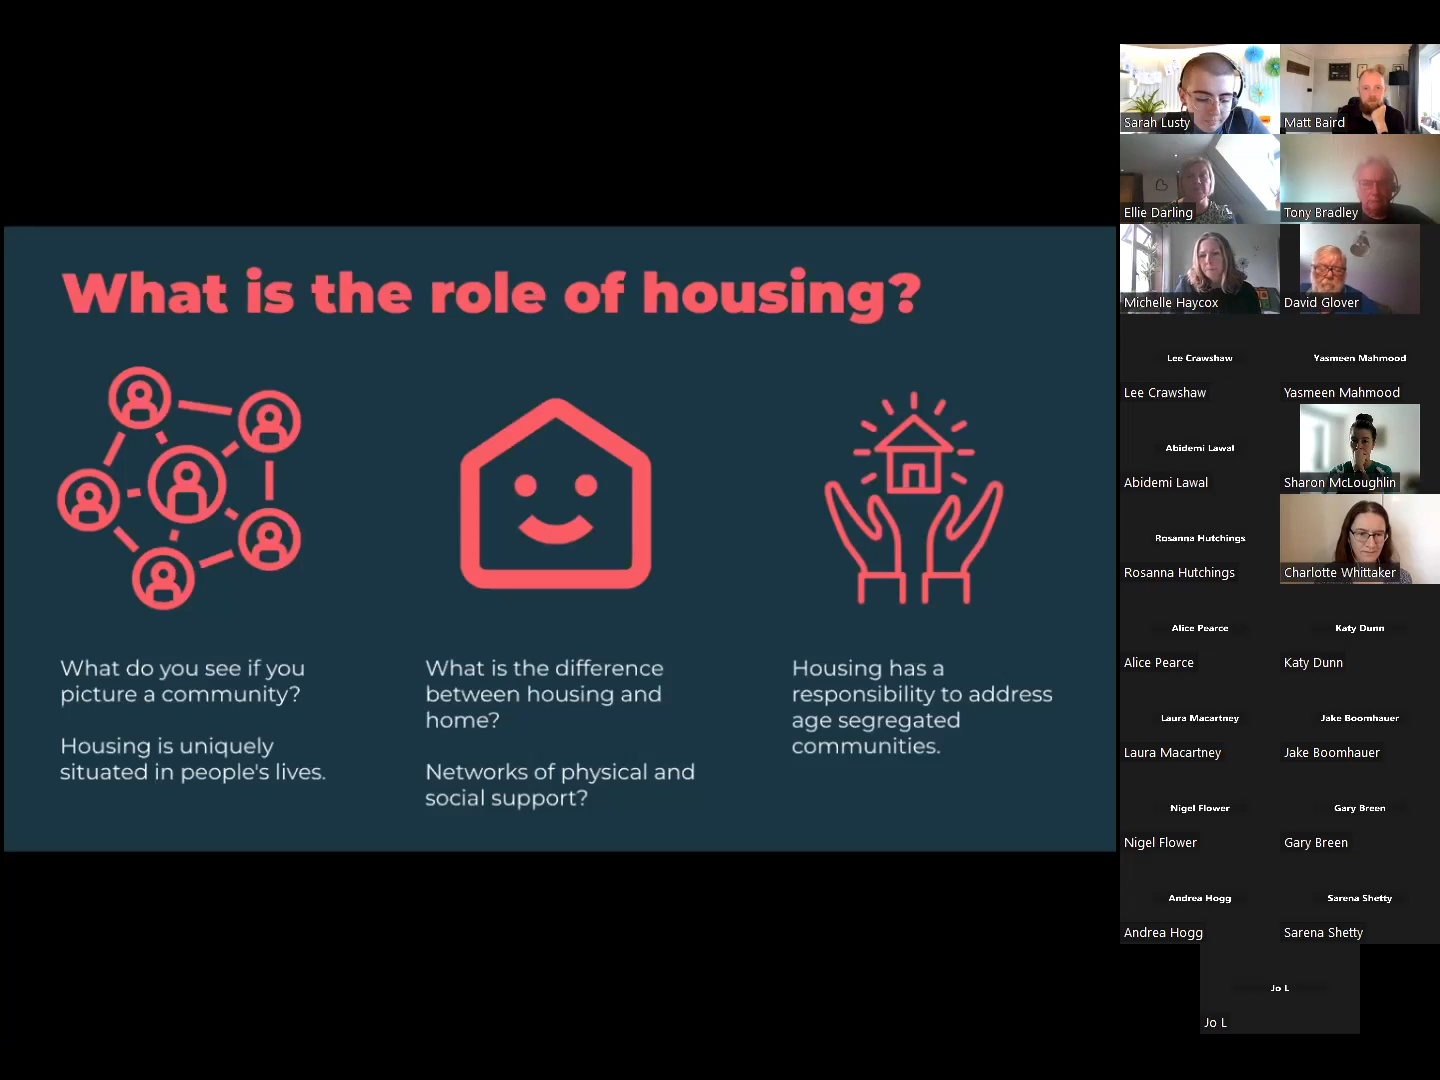 What is the role of housing?
What do you see if you
picture a community?
Housing is uniquely
situated in people's lives.
What is the difference
between housing and
home?
Networks of physical and
social support?
Housing has a
responsibility to address
age segregated
communities.
Sarah Lusty
Matt Baird
Ellie Darling
Tony Bradley
Michelle Haycox
David Glover
Lee Crawshaw
Lee Crawshaw
Yasmeen Mahmood
Yasmeen Mahmood
Abidemi Lawal
Abidemi Lawal
Sharon McLoughlin
Rosanna Hutchings
Rosanna Hutchings
Charlotte Whittaker
Alice Pearce
Alice Pearce
Katy Dunn
Katy Dunn
Laura Macartney
Laura Macartney
Jake Boomhauer
Jake Boomhauer
Nigel Flower
Nigel Flower
Gary Breen
Gary Breen
Andrea Hogg
Andrea Hogg
Sarena Shetty
Sarena Shetty
Jo L
Jo L